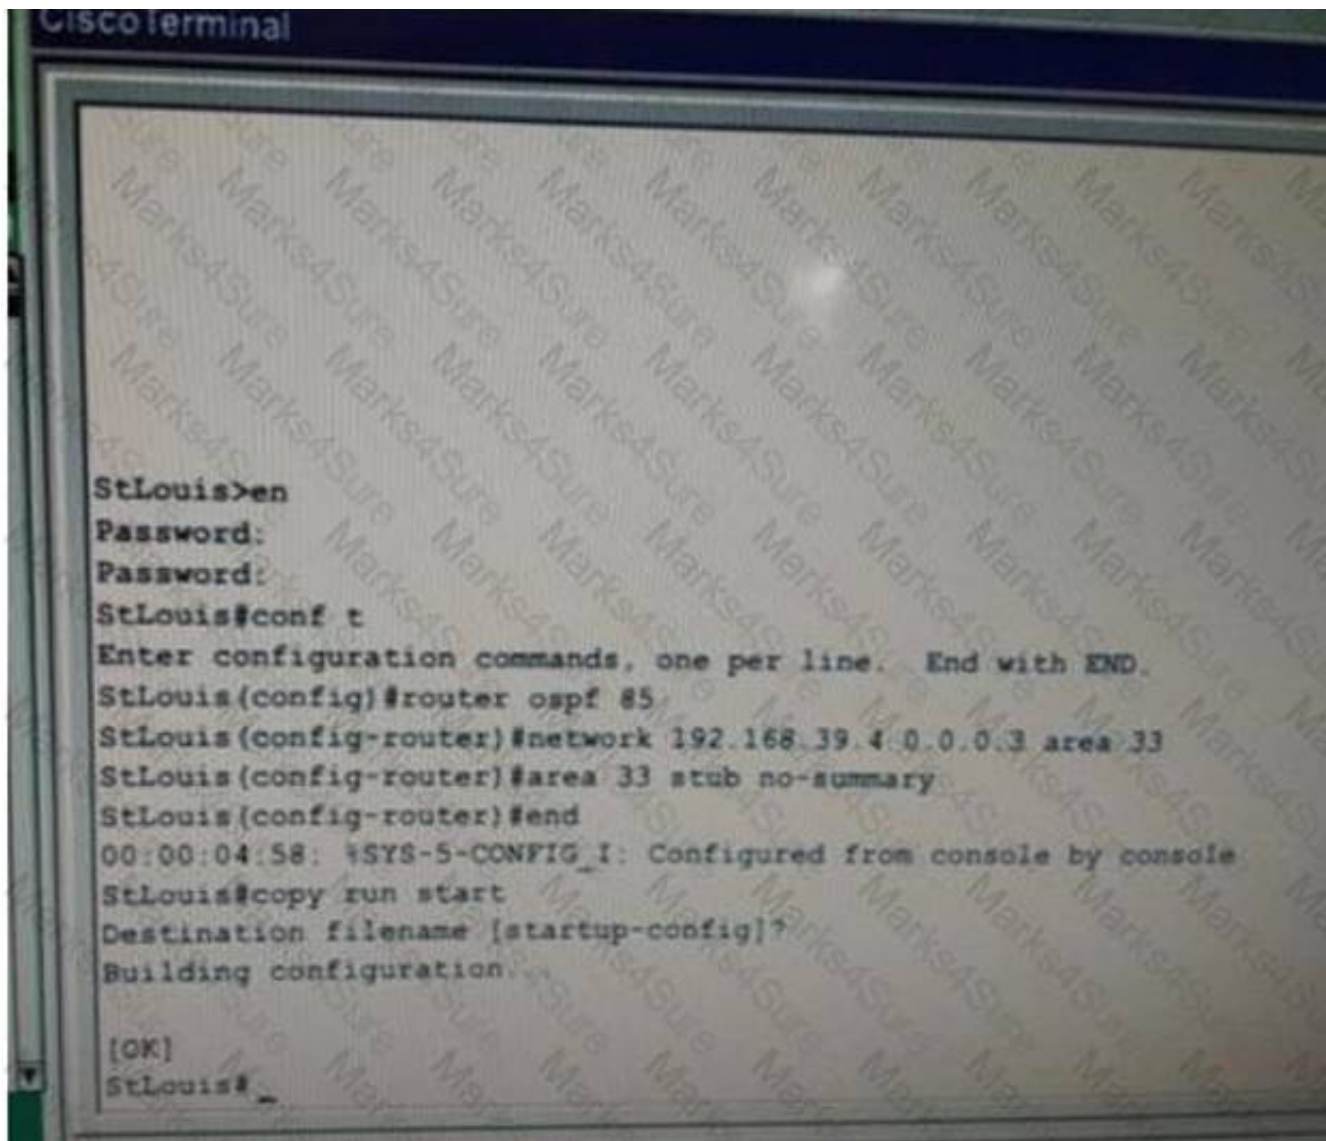 CiscoTerminal
StLouis>en
Password:
Password:
StLouis#conf t
Enter configuration commands, one per line. End with END.
StLouis(config)#router ospf 85
StLouis(config-router)#network 192.168.39.4 0.0.0.3 area 33
StLouis(config-router)#area 33 stub no-summary
StLouis(config-router)#end
00:00:04:58: %SYS-5-CONFIG_I: Configured from console by console
StLouis#copy run start
Destination filename [startup-config]?
Building configuration...
[OK]
StLouis#_
Marks4Sure